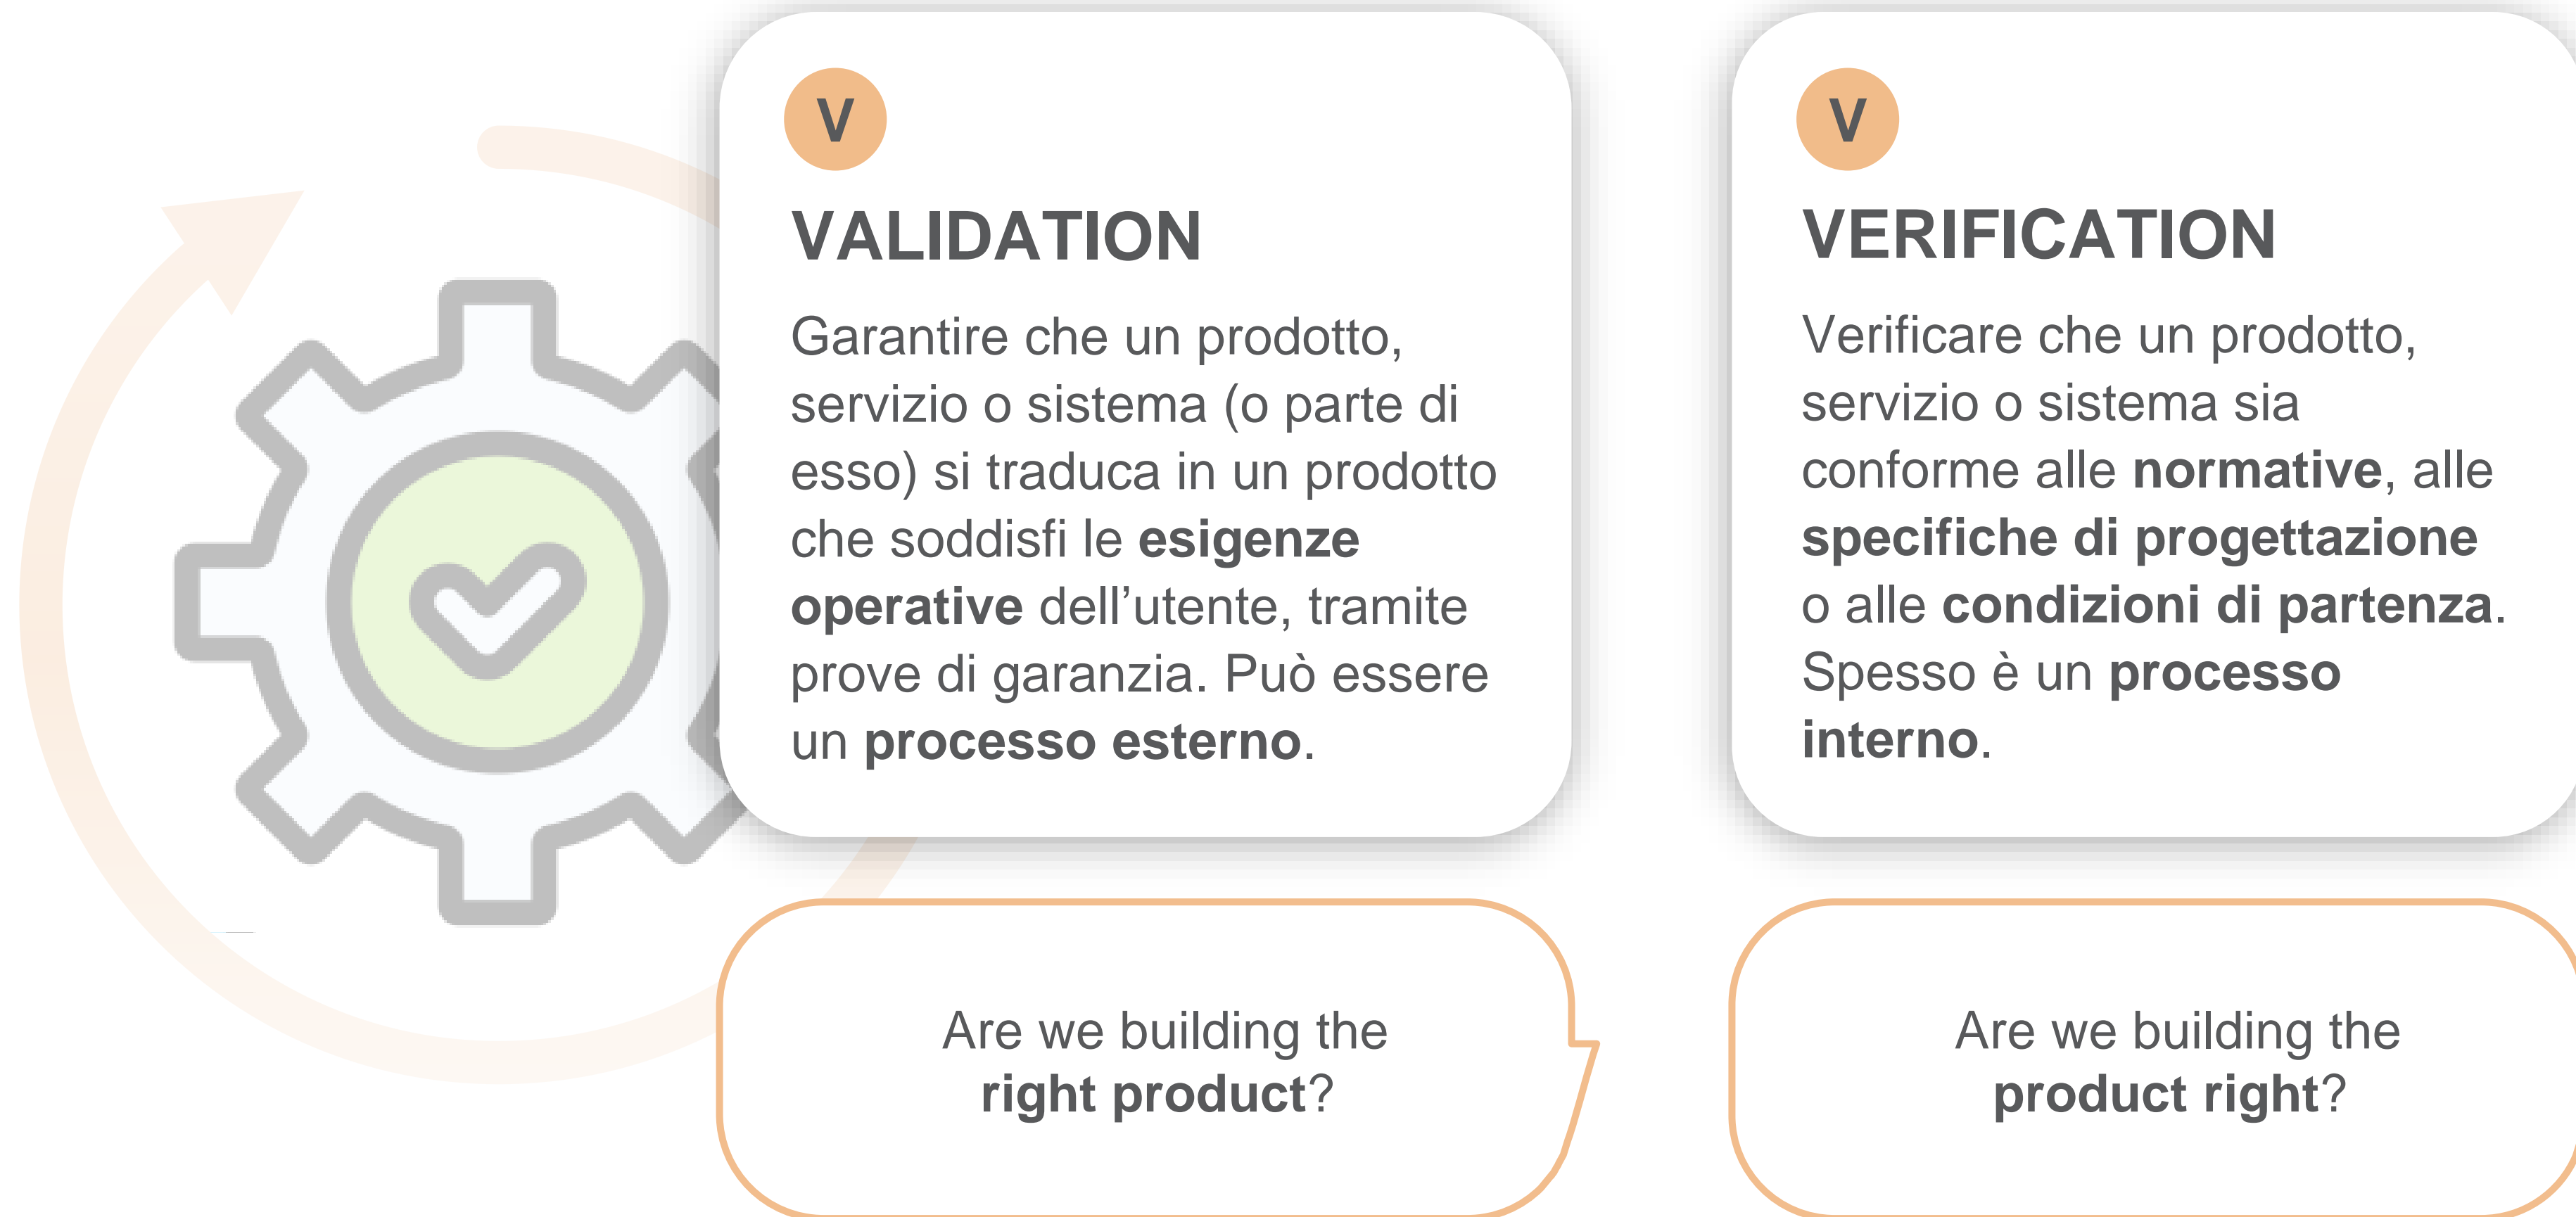 V
VALIDATION
Garantire che un prodotto,
servizio o sistema (o parte di
esso) si traduca in un prodotto
che soddisfi le esigenze
operative dell’utente, tramite
prove di garanzia. Può essere
un processo esterno.
Are we building the
right product?
V
VERIFICATION
Verificare che un prodotto,
servizio o sistema sia
conforme alle normative, alle
specifiche di progettazione
o alle condizioni di partenza.
Spesso è un processo
interno.
Are we building the
product right?